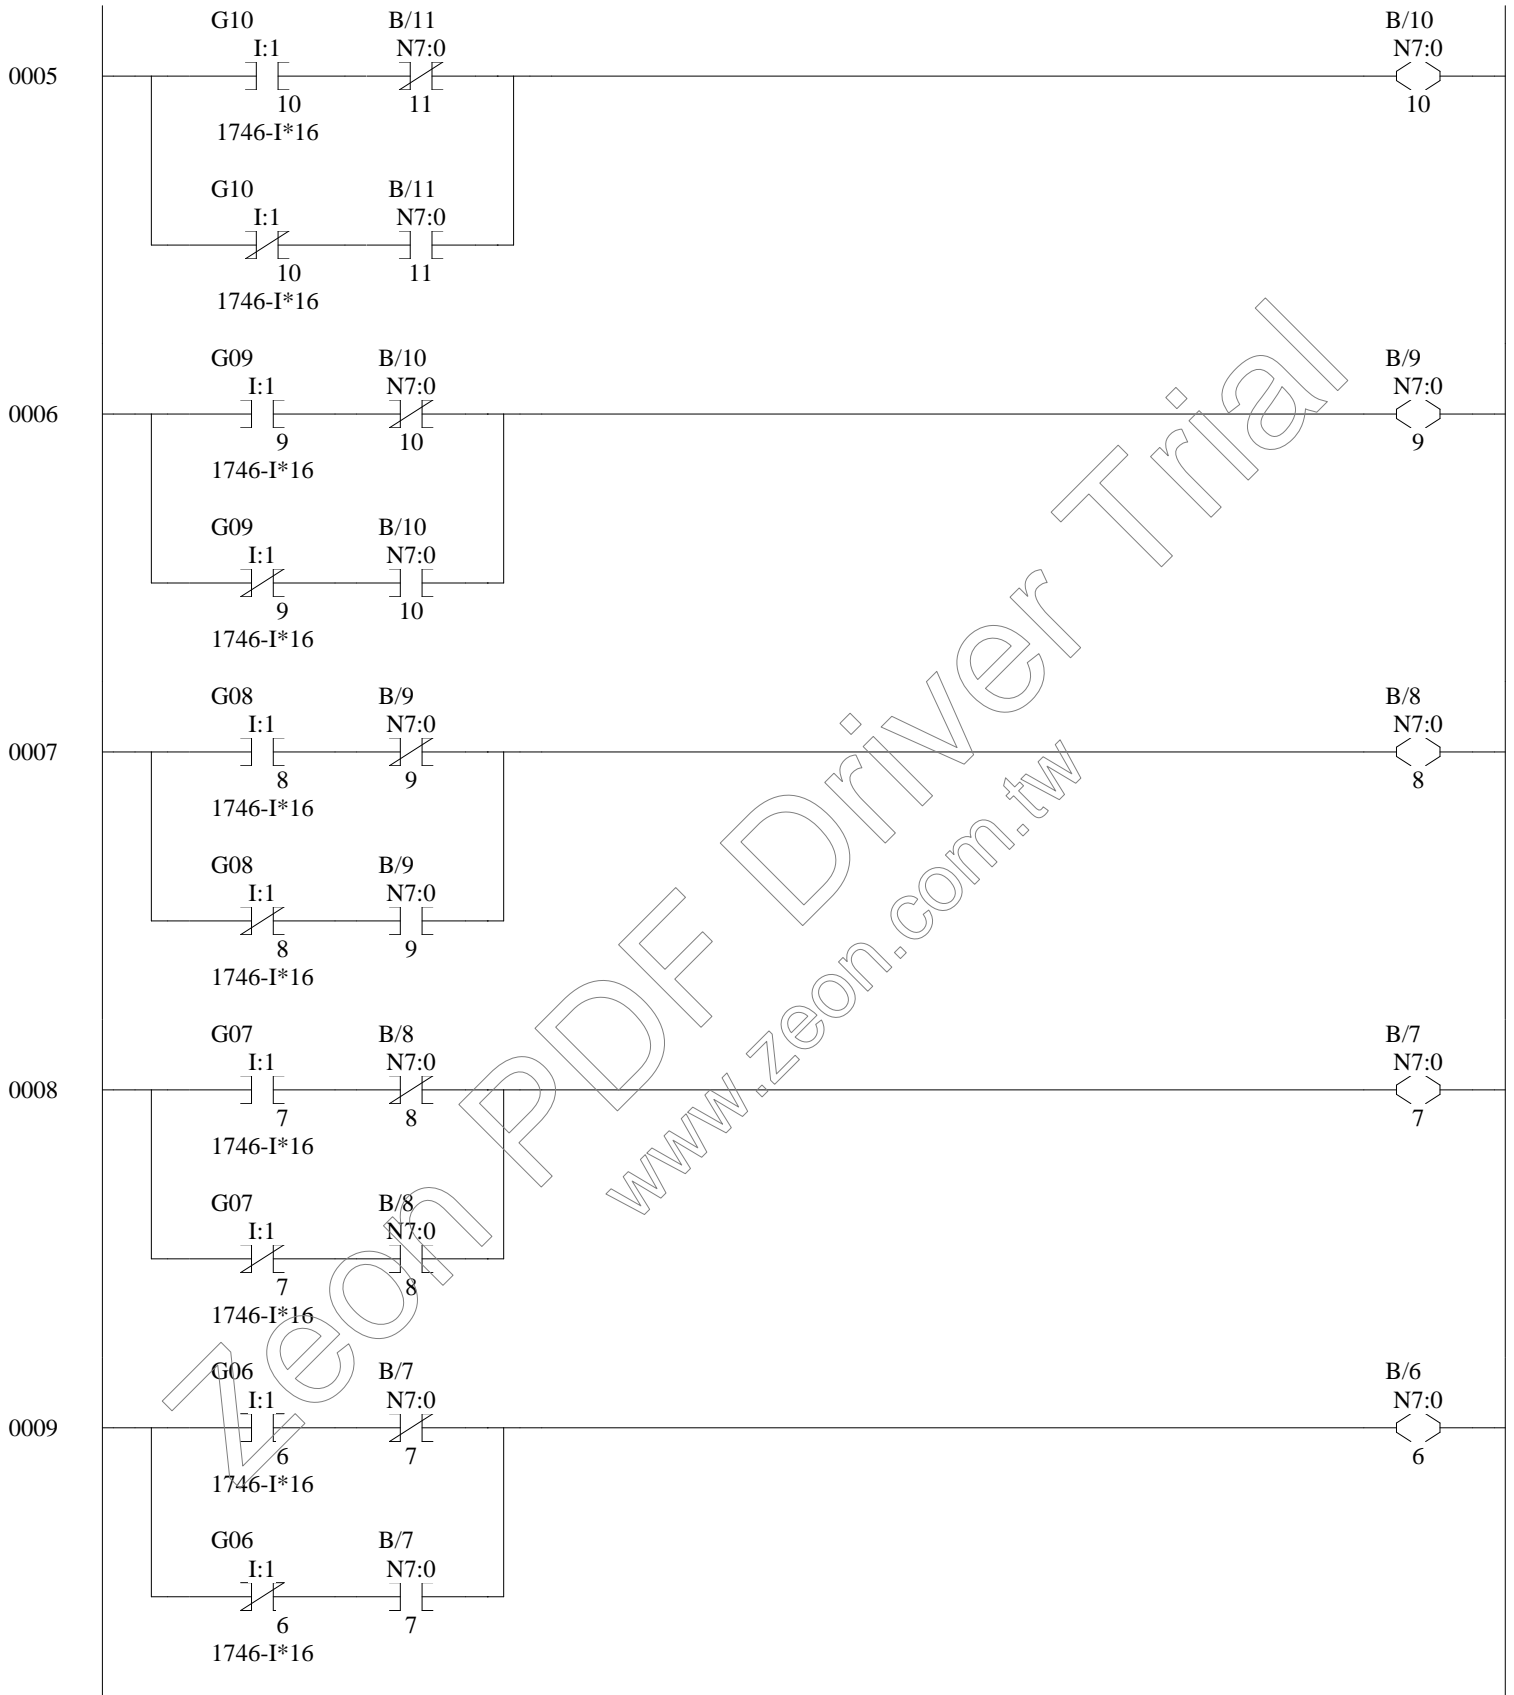 G10 B/11 B/10
I:1 N7:0 N7:0
0005
10 11 10
1746-I*16
G10 B/11
I:1 N7:0
10 11
1746-I*16
G09 B/10 B/9
I:1 N7:0 N7:0
0006
9 10 9
1746-I*16
G09 B/10
I:1 N7:0
9 10
1746-I*16
G08 B/9 B/8
I:1 N7:0 N7:0
0007
8 9 8
1746-I*16
G08 B/9
I:1 N7:0
8 9
1746-I*16
G07 B/8 B/7
I:1 N7:0 N7:0
0008
7 8 7
1746-I*16
G07 B/8
I:1 N7:0
7 8
1746-I*16
G06 B/7 B/6
I:1 N7:0 N7:0
0009
6 7 6
1746-I*16
G06 B/7
I:1 N7:0
6 7
1746-I*16
Zeon PDF Driver Trial
www.zeon.com.tw